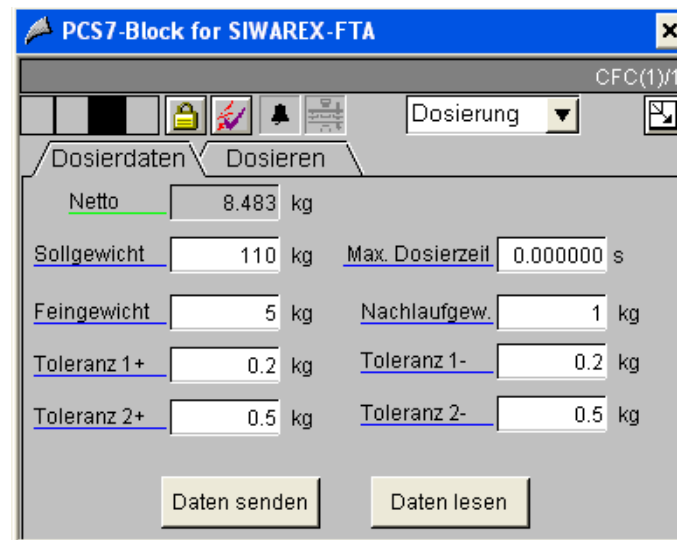 PCS7-Block for SIWAREX-FTA
CFC(1)/1
Dosierung
Dosierdaten Dosieren
Netto 8.483 kg
Sollgewicht 110 kg Max. Dosierzeit 0.000000 s
Feingewicht 5 kg Nachlaufgew. 1 kg
Toleranz 1+ 0.2 kg Toleranz 1- 0.2 kg
Toleranz 2+ 0.5 kg Toleranz 2- 0.5 kg
Daten senden Daten lesen